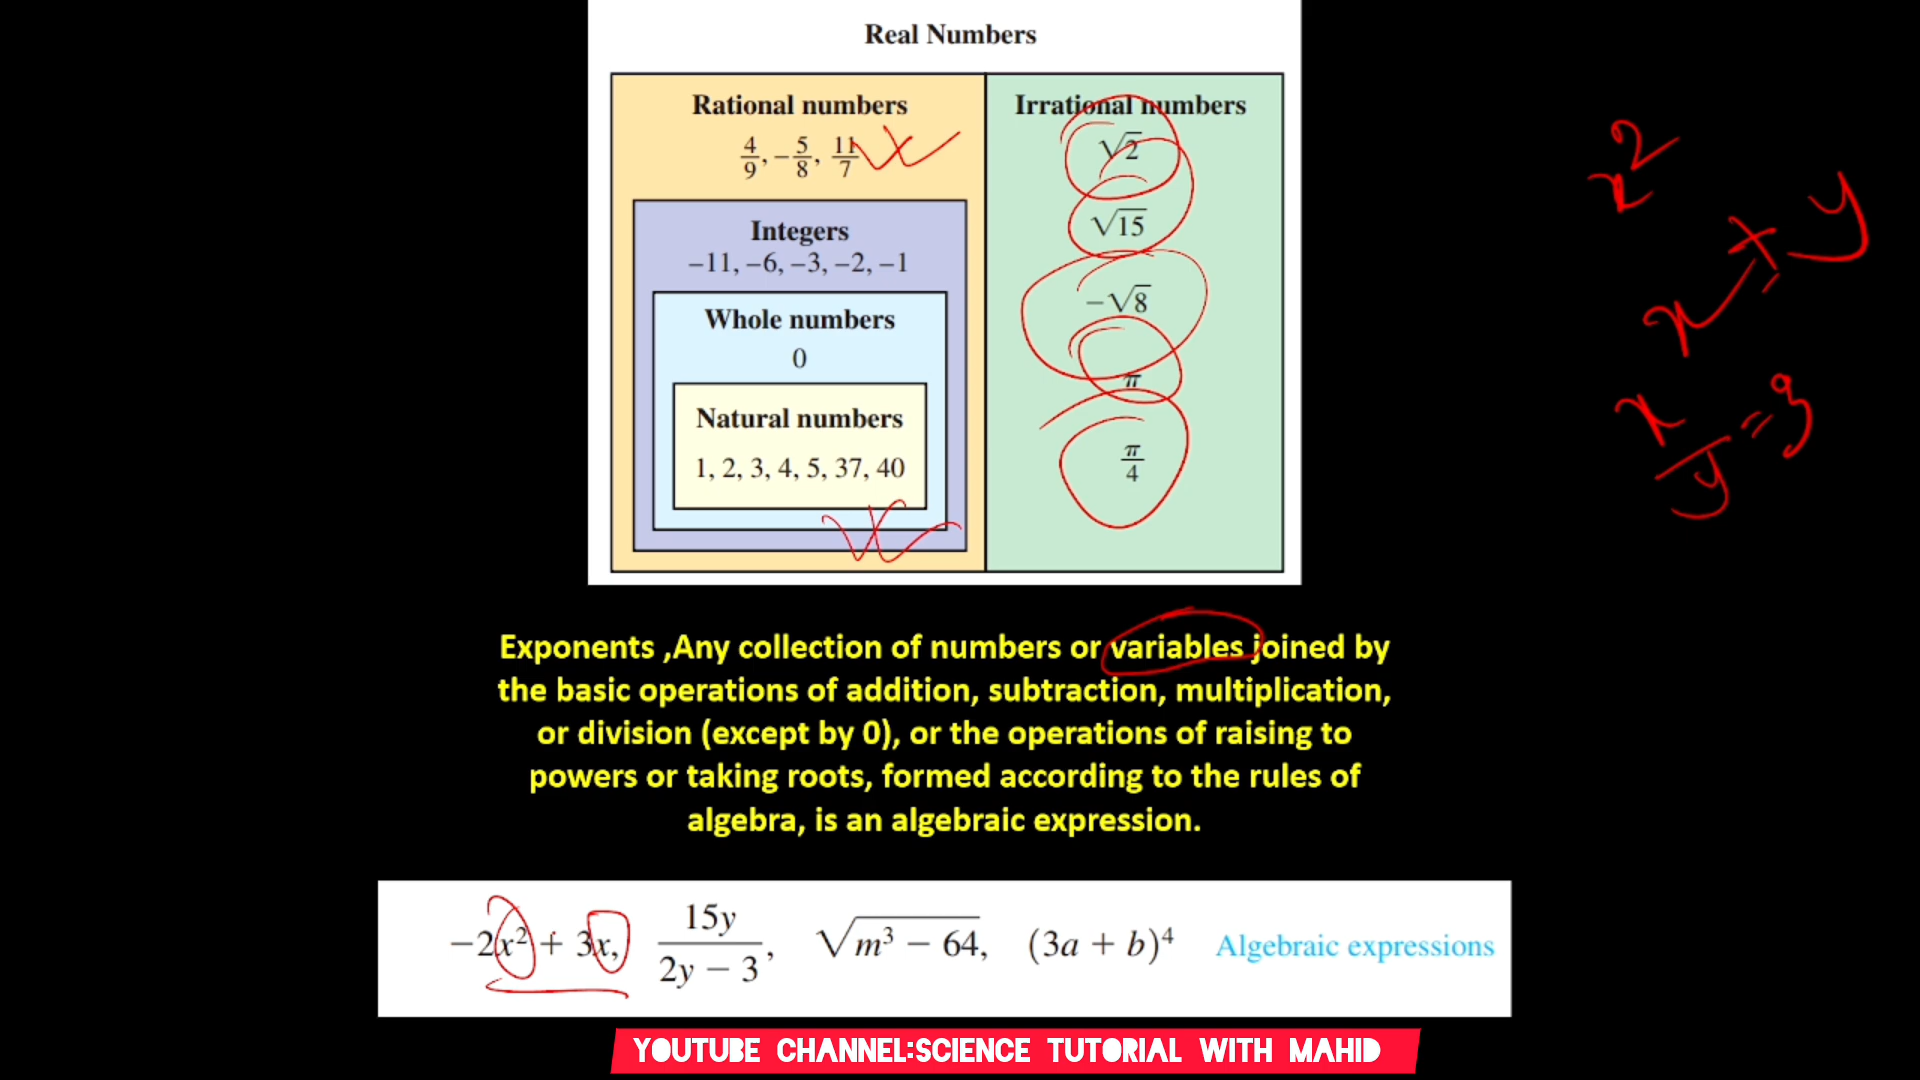 Real Numbers
Rational numbers
4/9, −5/8, 11/7
Integers
−11, −6, −3, −2, −1
Whole numbers
0
Natural numbers
1, 2, 3, 4, 5, 37, 40
Irrational numbers
√2
√15
−√8
π
π/4
x²
x ÷ y
x/y = 9
Exponents ,Any collection of numbers or variables joined by
the basic operations of addition, subtraction, multiplication,
or division (except by 0), or the operations of raising to
powers or taking roots, formed according to the rules of
algebra, is an algebraic expression.
−2x² + 3x, 15y/(2y − 3), √(m³ − 64), (3a + b)⁴ Algebraic expressions
YOUTUBE CHANNEL:SCIENCE TUTORIAL WITH MAHID